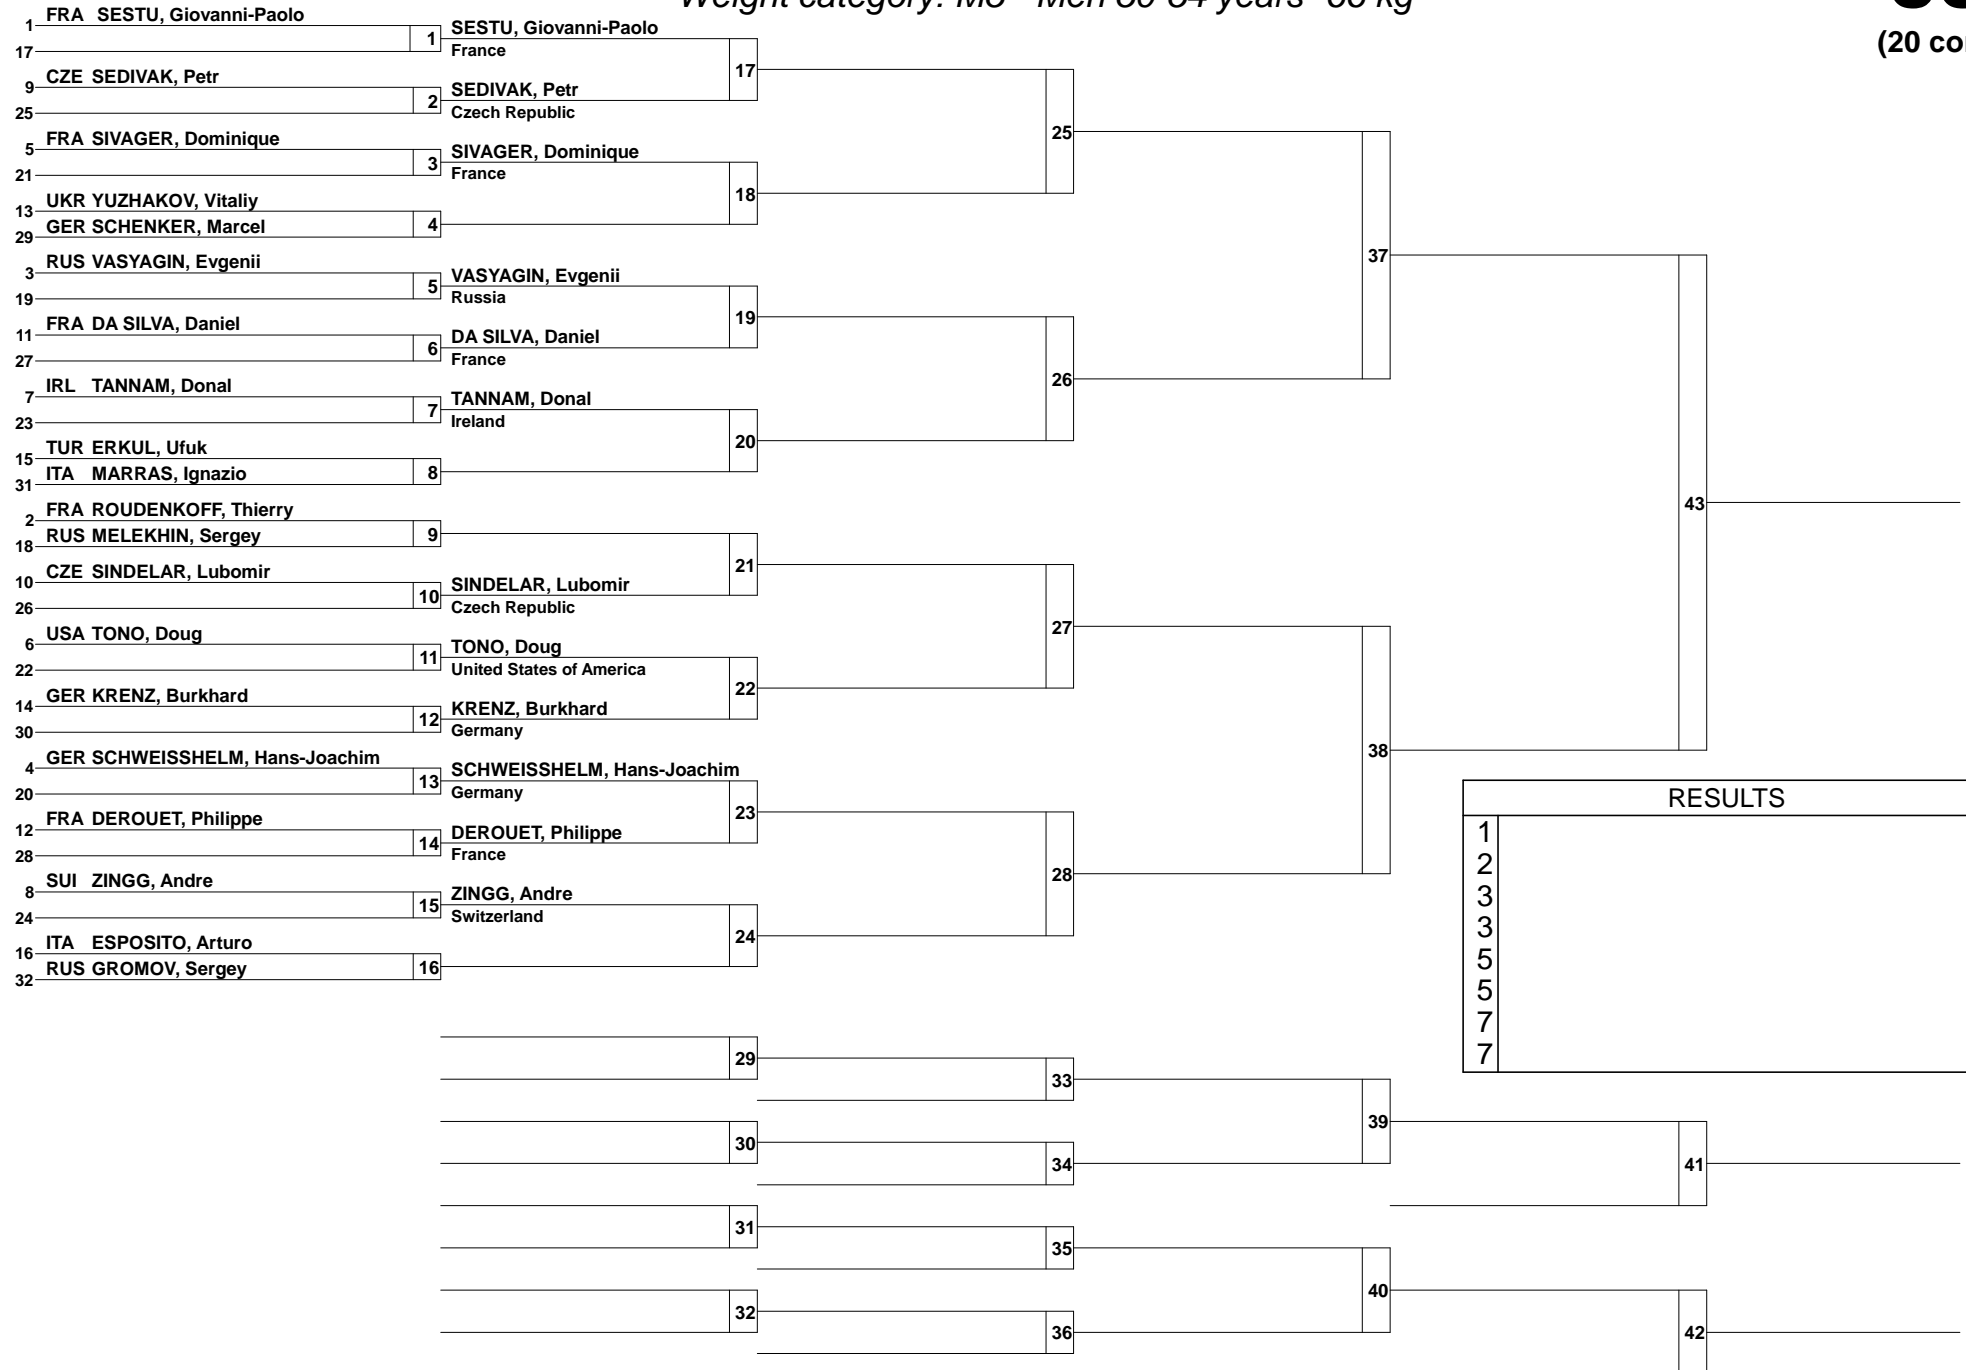 (20 co
1 FRA SESTU, Giovanni-Paolo
17
1 SESTU, Giovanni-Paolo
France
17
9 CZE SEDIVAK, Petr
25
2 SEDIVAK, Petr
Czech Republic
25
5 FRA SIVAGER, Dominique
21
3 SIVAGER, Dominique
France
18
13 UKR YUZHAKOV, Vitaliy
29 GER SCHENKER, Marcel
4
37
3 RUS VASYAGIN, Evgenii
19
5 VASYAGIN, Evgenii
Russia
19
11 FRA DA SILVA, Daniel
27
6 DA SILVA, Daniel
France
26
7 IRL TANNAM, Donal
23
7 TANNAM, Donal
Ireland
20
15 TUR ERKUL, Ufuk
31 ITA MARRAS, Ignazio
8
43
2 FRA ROUDENKOFF, Thierry
18 RUS MELEKHIN, Sergey
9
21
10 CZE SINDELAR, Lubomir
26
10 SINDELAR, Lubomir
Czech Republic
27
6 USA TONO, Doug
22
11 TONO, Doug
United States of America
22
14 GER KRENZ, Burkhard
30
12 KRENZ, Burkhard
Germany
38
4 GER SCHWEISSHELM, Hans-Joachim
20
13 SCHWEISSHELM, Hans-Joachim
Germany
23
12 FRA DEROUET, Philippe
28
14 DEROUET, Philippe
France
28
8 SUI ZINGG, Andre
24
15 ZINGG, Andre
Switzerland
24
16 ITA ESPOSITO, Arturo
32 RUS GROMOV, Sergey
16
RESULTS
1
2
3
3
5
5
7
7
29
33
39
30
34
41
31
35
40
32
36
42